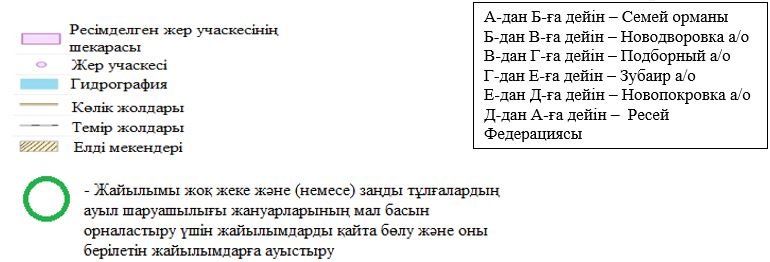 Ресімделген жер учаскесінің
шекарасы
Жер учаскесі
Гидрография
Көлік жолдары
Темір жолдары
Елді мекендері
- Жайылымы жоқ жеке және (немесе) заңды тұлғалардың
ауыл шаруашылығы жануарларының мал басын
орналастыру үшін жайылымдарды қайта бөлу және оны
берілетін жайылымдарға ауыстыру
А-дан Б-ға дейін – Семей орманы
Б-дан В-ға дейін – Новодворовка а/о
В-дан Г-ға дейін – Подборный а/о
Г-дан Е-ға дейін – Зубаир а/о
Е-дан Д-ға дейін – Новопокровка а/о
Д-дан А-ға дейін – Ресей
Федерациясы